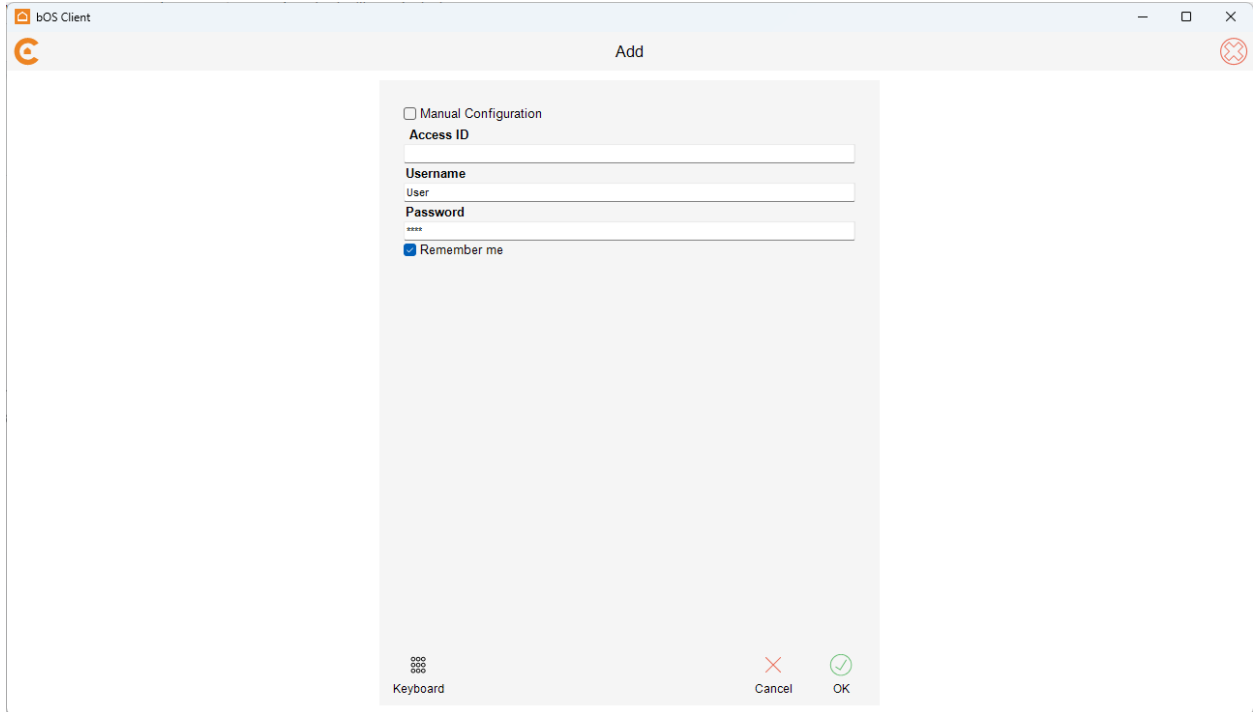 bOS Client
Add
Manual Configuration
Access ID
Username
User
Password
****
Remember me
Keyboard
Cancel
OK